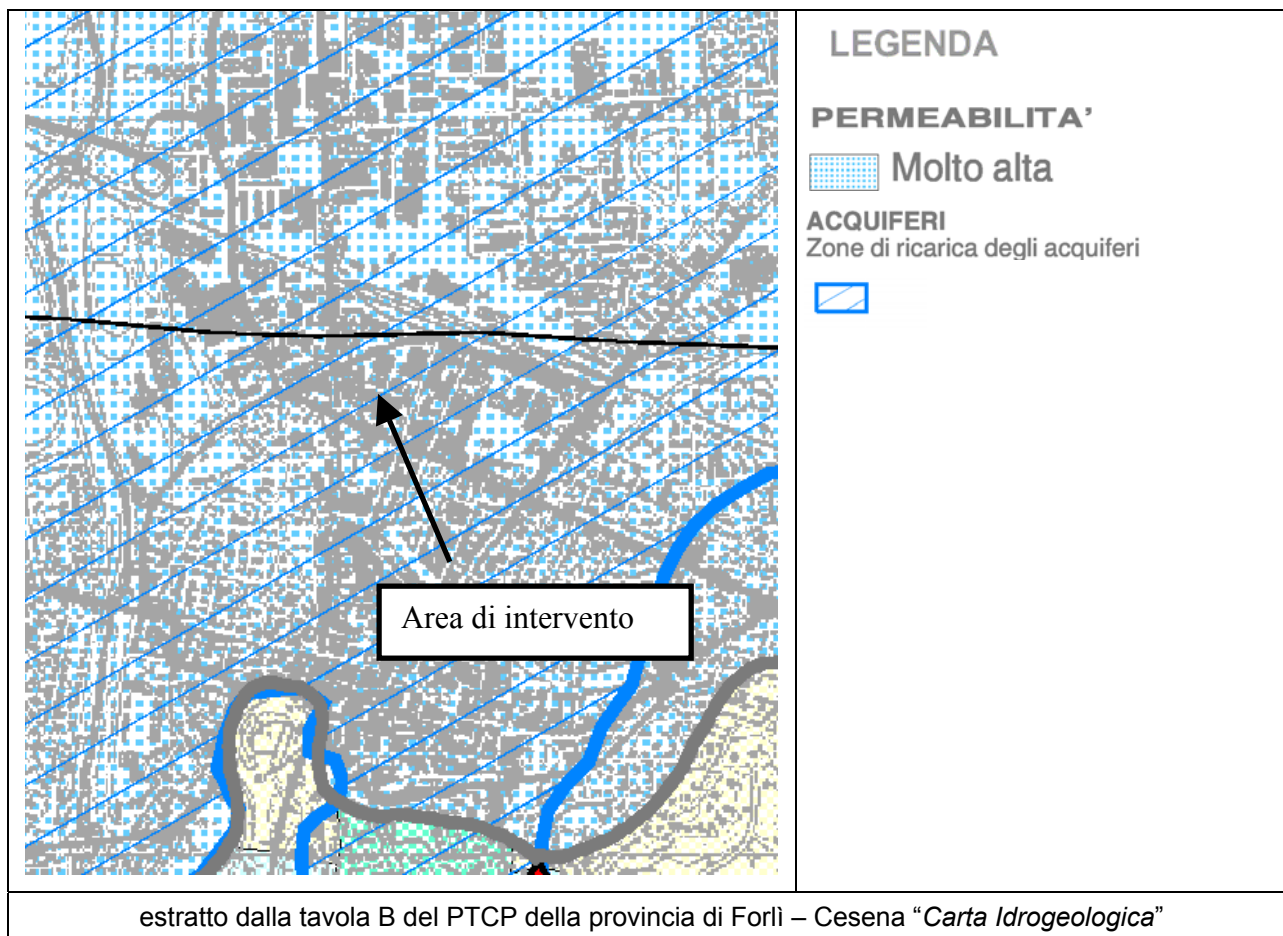 LEGENDA
PERMEABILITA'
Molto alta
ACQUIFERI
Zone di ricarica degli acquiferi
Area di intervento
estratto dalla tavola B del PTCP della provincia di Forlì – Cesena “Carta Idrogeologica”